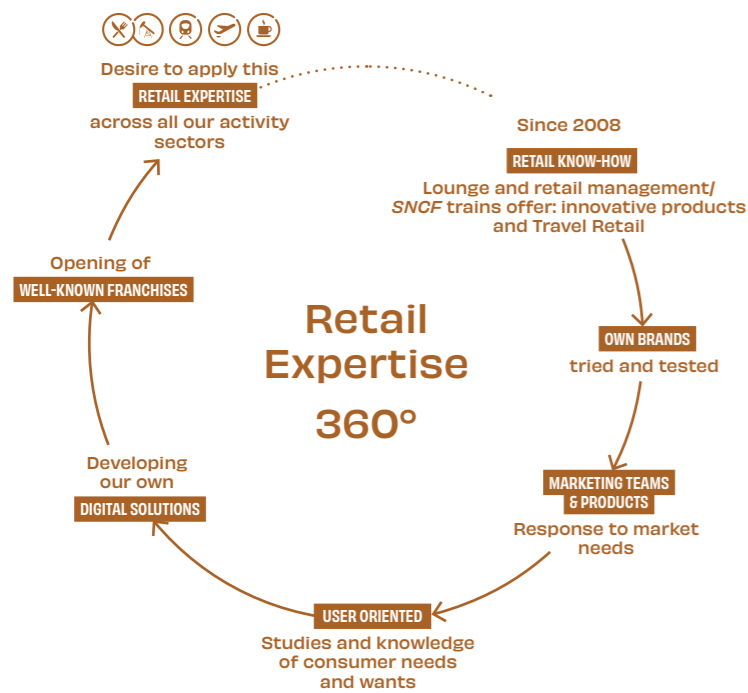 Desire to apply this
RETAIL EXPERTISE
across all our activity
sectors
Since 2008
RETAIL KNOW-HOW
Lounge and retail management/
SNCF trains offer: innovative products
and Travel Retail
OWN BRANDS
tried and tested
MARKETING TEAMS
& PRODUCTS
Response to market
needs
USER ORIENTED
Studies and knowledge
of consumer needs
and wants
Developing
our own
DIGITAL SOLUTIONS
Opening of
WELL-KNOWN FRANCHISES
Retail
Expertise
360º